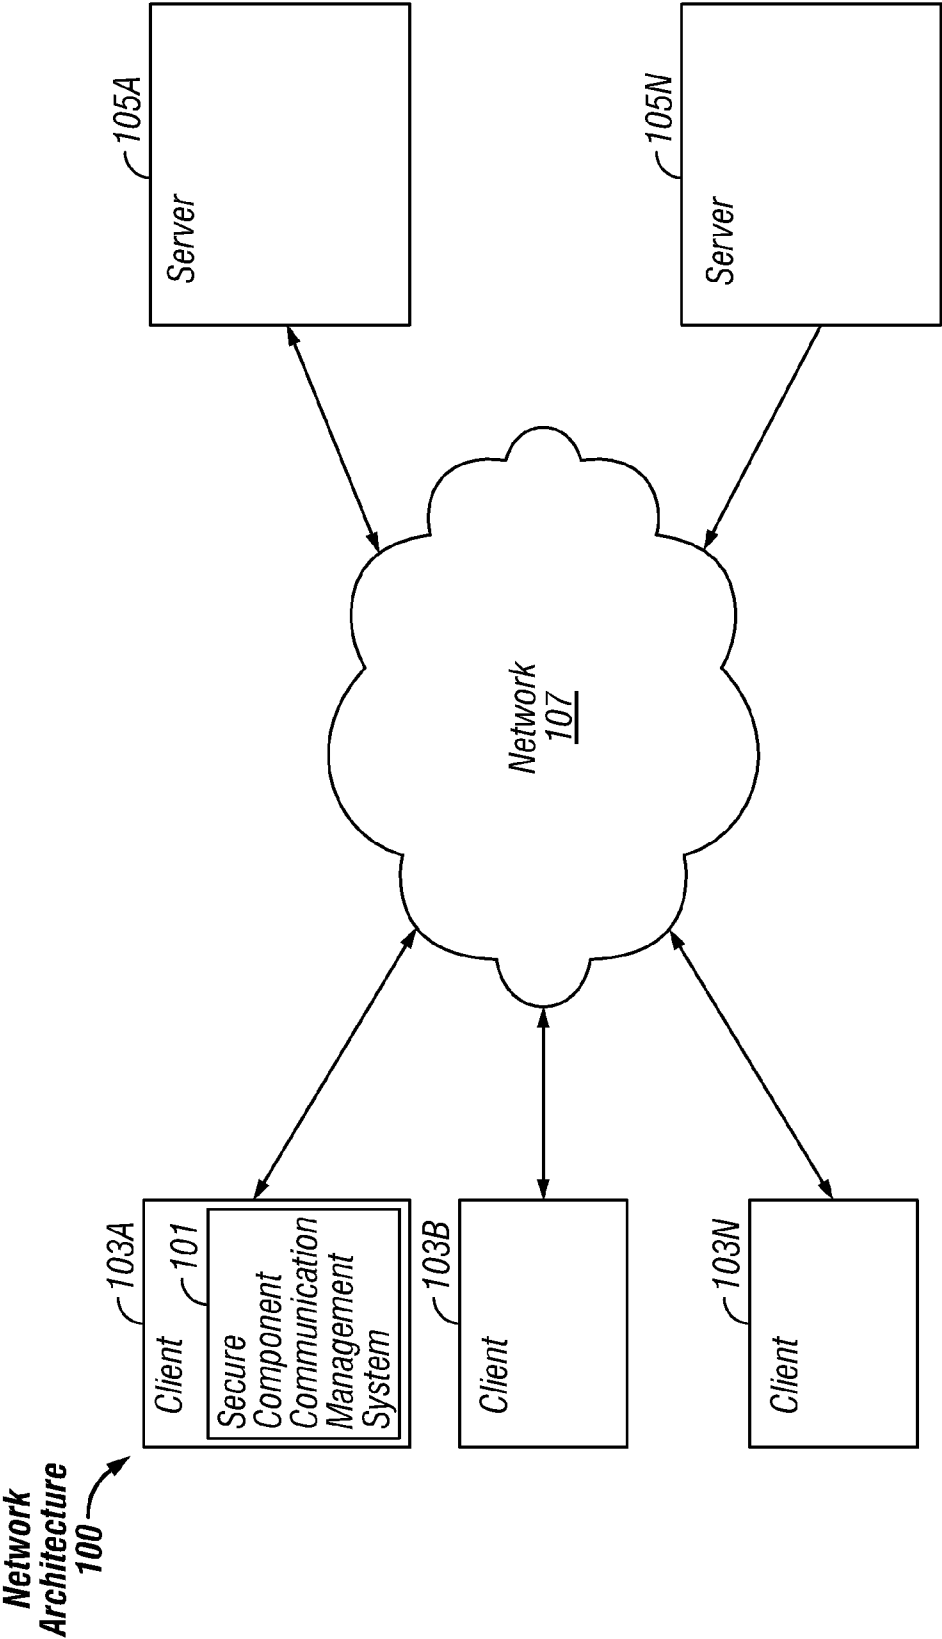 Network
Architecture
100
103A
Client
101
Secure
Component
Communication
Management
System
103B
Client
103N
Client
Network
107
105A
Server
105N
Server